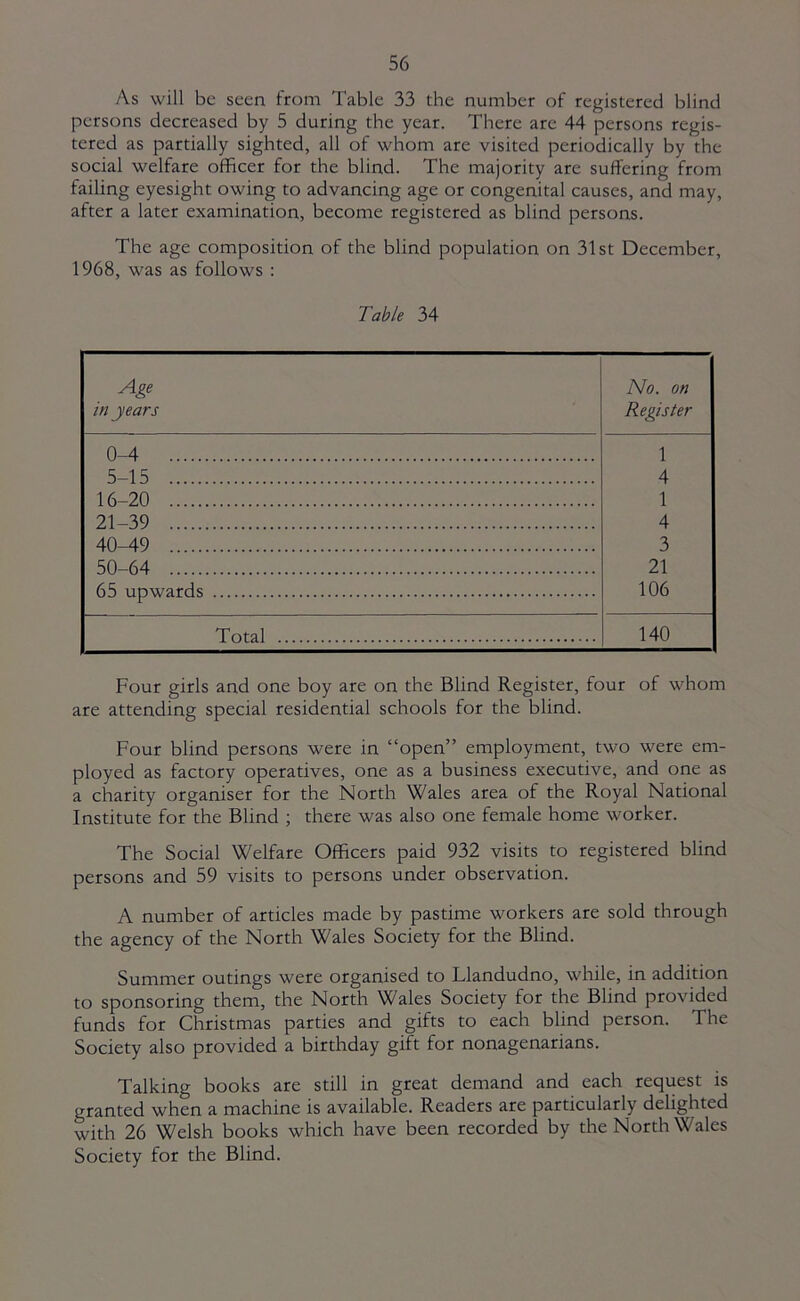 56
As will be seen from Table 33 the number of registered blind
persons decreased by 5 during the year. There are 44 persons regis-
tered as partially sighted, all of whom are visited periodically by the
social welfare officer for the blind. The majority are suffering from
failing eyesight owing to advancing age or congenital causes, and may,
after a later examination, become registered as blind persons.
The age composition of the blind population on 31st December,
1968, was as follows :
Table 34
Age No. on
in years Register
0–4 .......... 1
5–15 .......... 4
16–20 .......... 1
21–39 .......... 4
40–49 .......... 3
50–64 .......... 21
65 upwards .......... 106
Total .......... 140
Four girls and one boy are on the Blind Register, four of whom
are attending special residential schools for the blind.
Four blind persons were in “open” employment, two were em-
ployed as factory operatives, one as a business executive, and one as
a charity organiser for the North Wales area of the Royal National
Institute for the Blind ; there was also one female home worker.
The Social Welfare Officers paid 932 visits to registered blind
persons and 59 visits to persons under observation.
A number of articles made by pastime workers are sold through
the agency of the North Wales Society for the Blind.
Summer outings were organised to Llandudno, while, in addition
to sponsoring them, the North Wales Society for the Blind provided
funds for Christmas parties and gifts to each blind person. The
Society also provided a birthday gift for nonagenarians.
Talking books are still in great demand and each request is
granted when a machine is available. Readers are particularly delighted
with 26 Welsh books which have been recorded by the North Wales
Society for the Blind.